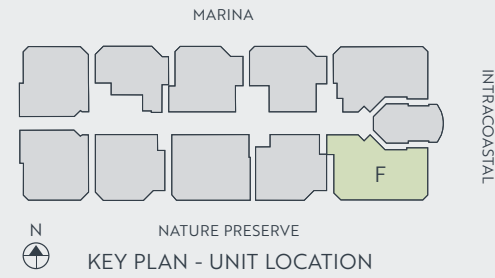 MARINA
INTRACOASTAL
F
N
NATURE PRESERVE
KEY PLAN - UNIT LOCATION